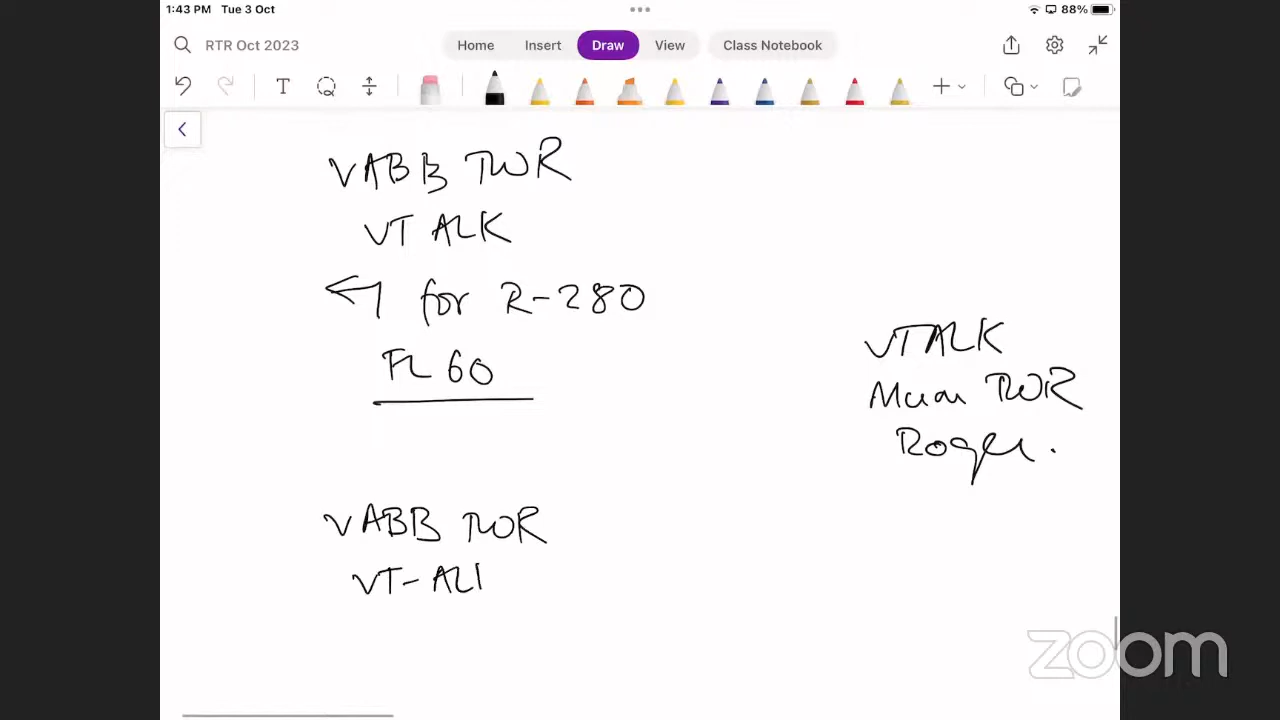 1:43 PM Tue 3 Oct
88%
RTR Oct 2023
Home Insert Draw View Class Notebook
T
VABB TWR
VT ALK
for R-280
FL 60
VTALK
Mum TWR
Roger.
VABB TWR
VT-AL
zoom